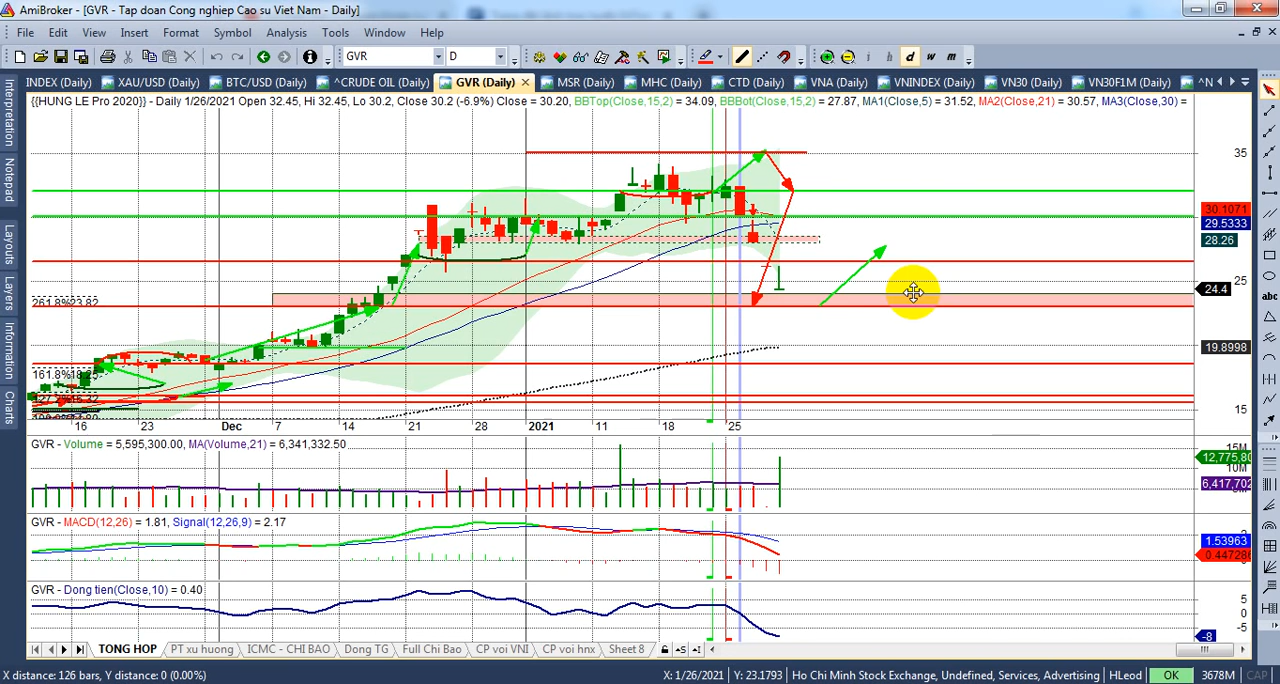 AmiBroker - [GVR - Tap doan Cong nghiep Cao su Viet Nam - Daily]
File Edit View Insert Format Symbol Analysis Tools Window Help
GVR D i h d w m
INDEX (Daily) XAU/USD (Daily) BTC/USD (Daily) ^CRUDE OIL (Daily) GVR (Daily) MSR (Daily) MHC (Daily) CTD (Daily) VNA (Daily) VNINDEX (Daily) VN30 (Daily) VN30F1M (Daily) ^N
{{HUNG LE Pro 2020}} - Daily 1/26/2021 Open 32.45, Hi 32.45, Lo 30.2, Close 30.2 (-6.9%) Close = 30.20, BBTop(Close,15,2) = 34.09, BBBot(Close,15,2) = 27.87, MA1(Close,5) = 31.52, MA2(Close,21) = 30.57, MA3(Close,30) =
Interpretation
Notepad
Layouts
Layers
Information
Charts
abc
35
30.1071
29.5333
28.26
25
24.4
261.8%23.82
19.8998
161.8%18.25
15
16 23 Dec 7 14 21 28 2021 11 18 25
GVR - Volume = 5,595,300.00, MA(Volume,21) = 6,341,332.50
15M
12,775,80
10M
6,417,702
GVR - MACD(12,26) = 1.81, Signal(12,26,9) = 2.17
1.53963
0.447286
0
GVR - Dong tien(Close,10) = 0.40
5
0
-5
-8
TONG HOP PT xu huong ICMC - CHI BAO Dong TG Full Chi Bao CP voi VNI CP voi hnx Sheet 8
X distance: 126 bars, Y distance: 0 (0.00%) X: 1/26/2021 Y: 23.1793 Ho Chi Minh Stock Exchange, Undefined, Services, Advertising HLeod OK 3678M CAP